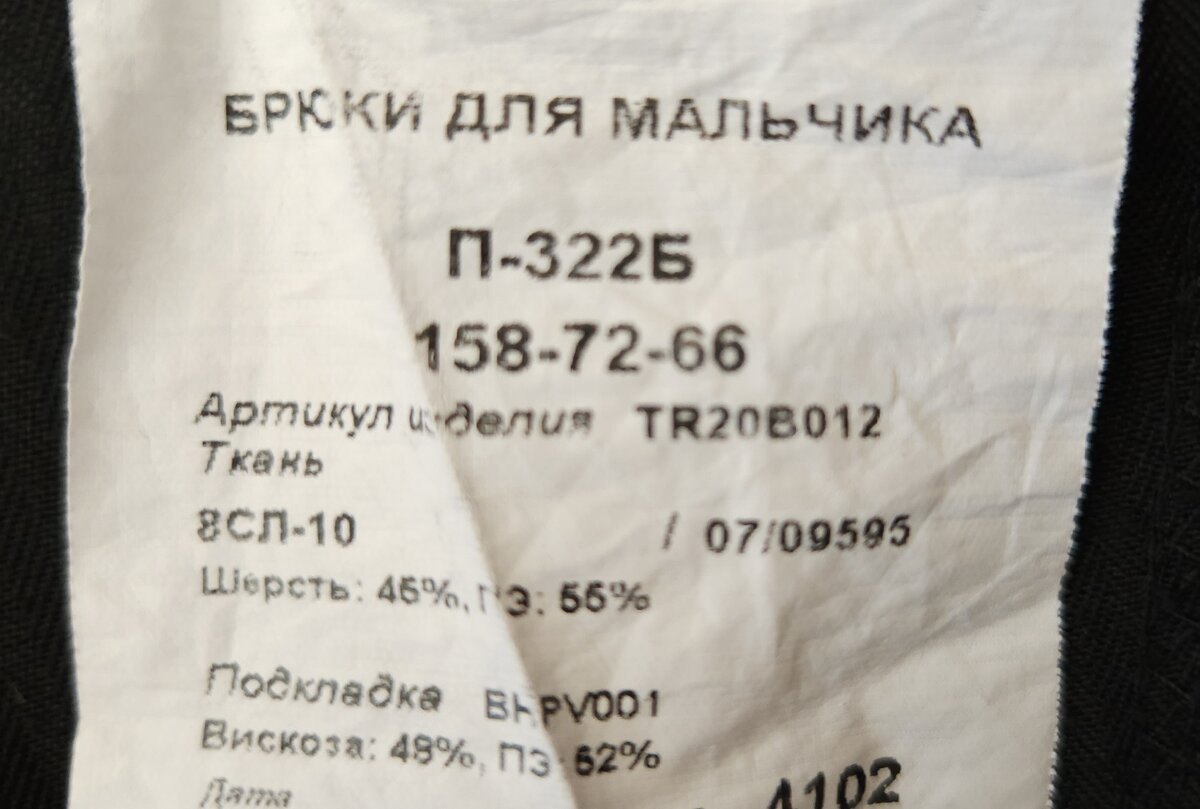 БРЮКИ ДЛЯ МАЛЬЧИКА
П-322Б
158-72-66
Артикул изделия TR20B012
Ткань
8СЛ-10 / 07/09595
Шерсть: 45%, ПЭ: 55%
Подкладка
Вискоза: 48%, ПЭ 52%
Дата 4102